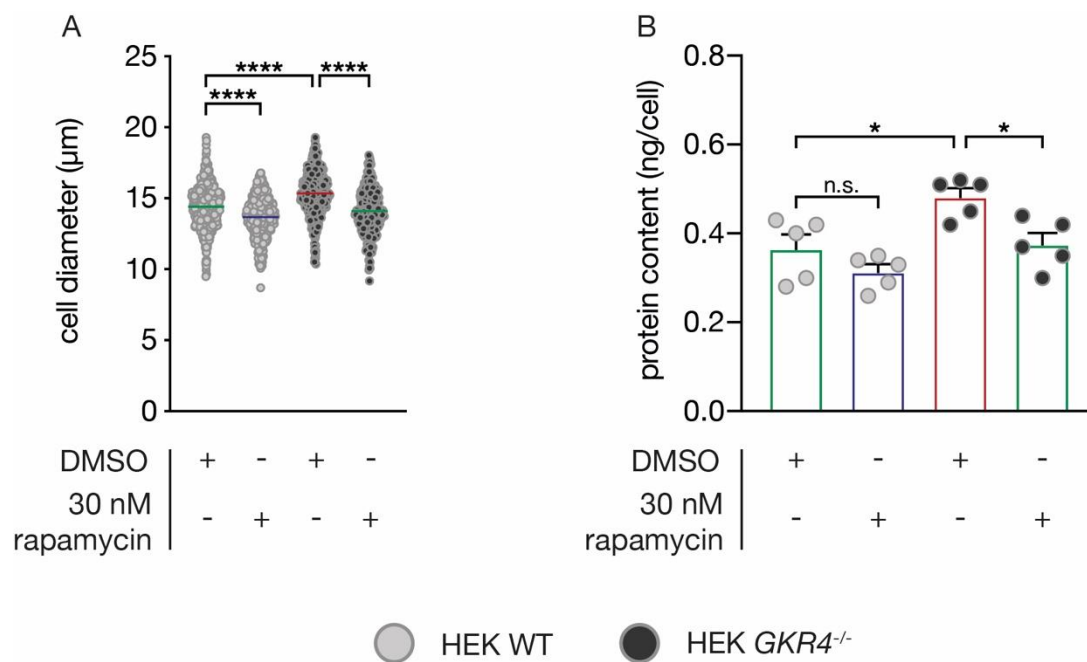 A
25
20
15
10
5
0
cell diameter (µm)
**** ****
****
DMSO + - + -
30 nM rapamycin - + - +
B
0.8
0.6
0.4
0.2
0.0
protein content (ng/cell)
* *
n.s.
DMSO + - + -
30 nM rapamycin - + - +
HEK WT HEK GKR4-/-